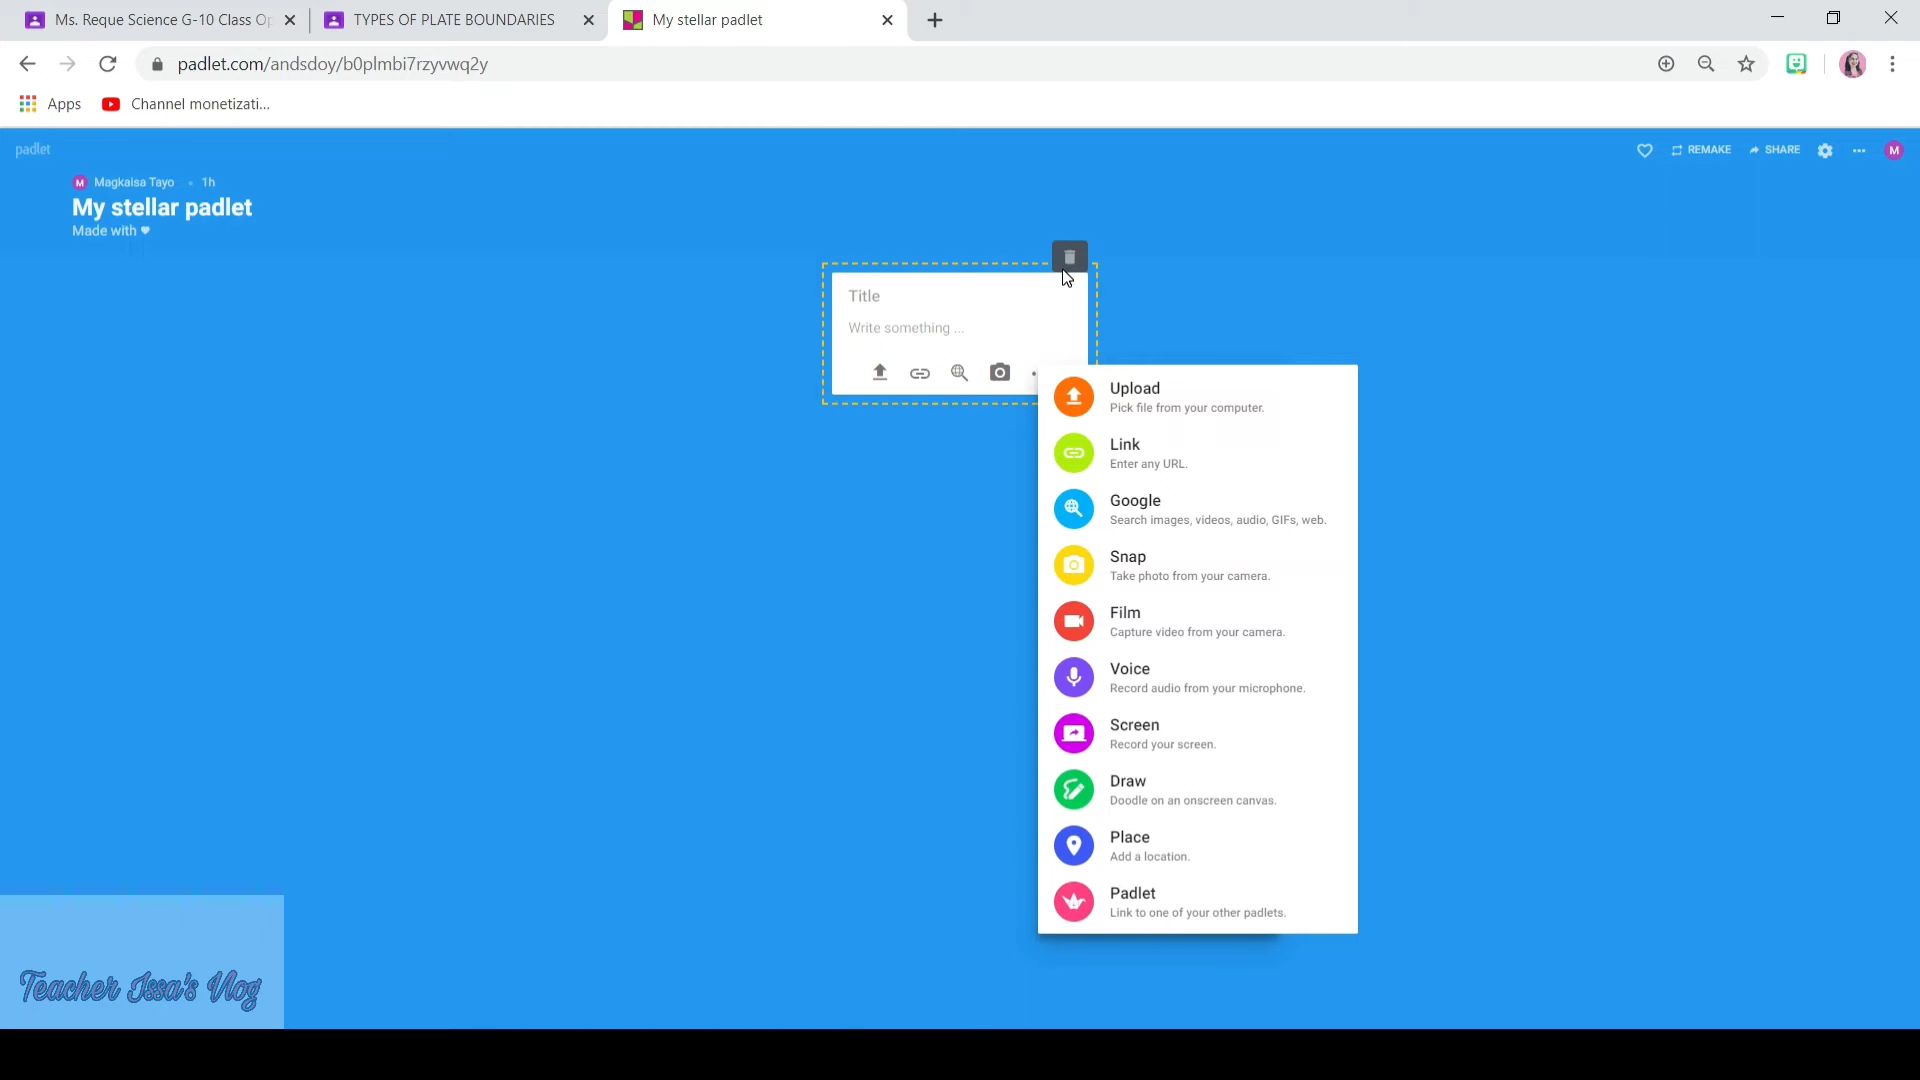 Ms. Reque Science G-10 Class Op
TYPES OF PLATE BOUNDARIES
My stellar padlet
padlet.com/andsdoy/b0plmbi7rzyvwq2y
Apps
Channel monetizati...
padlet
REMAKE
SHARE
M
M Magkaisa Tayo • 1h
My stellar padlet
Made with
Title
Write something ...
Upload
Pick file from your computer.
Link
Enter any URL.
Google
Search images, videos, audio, GIFs, web.
Snap
Take photo from your camera.
Film
Capture video from your camera.
Voice
Record audio from your microphone.
Screen
Record your screen.
Draw
Doodle on an onscreen canvas.
Place
Add a location.
Padlet
Link to one of your other padlets.
Teacher Issa's Vlog